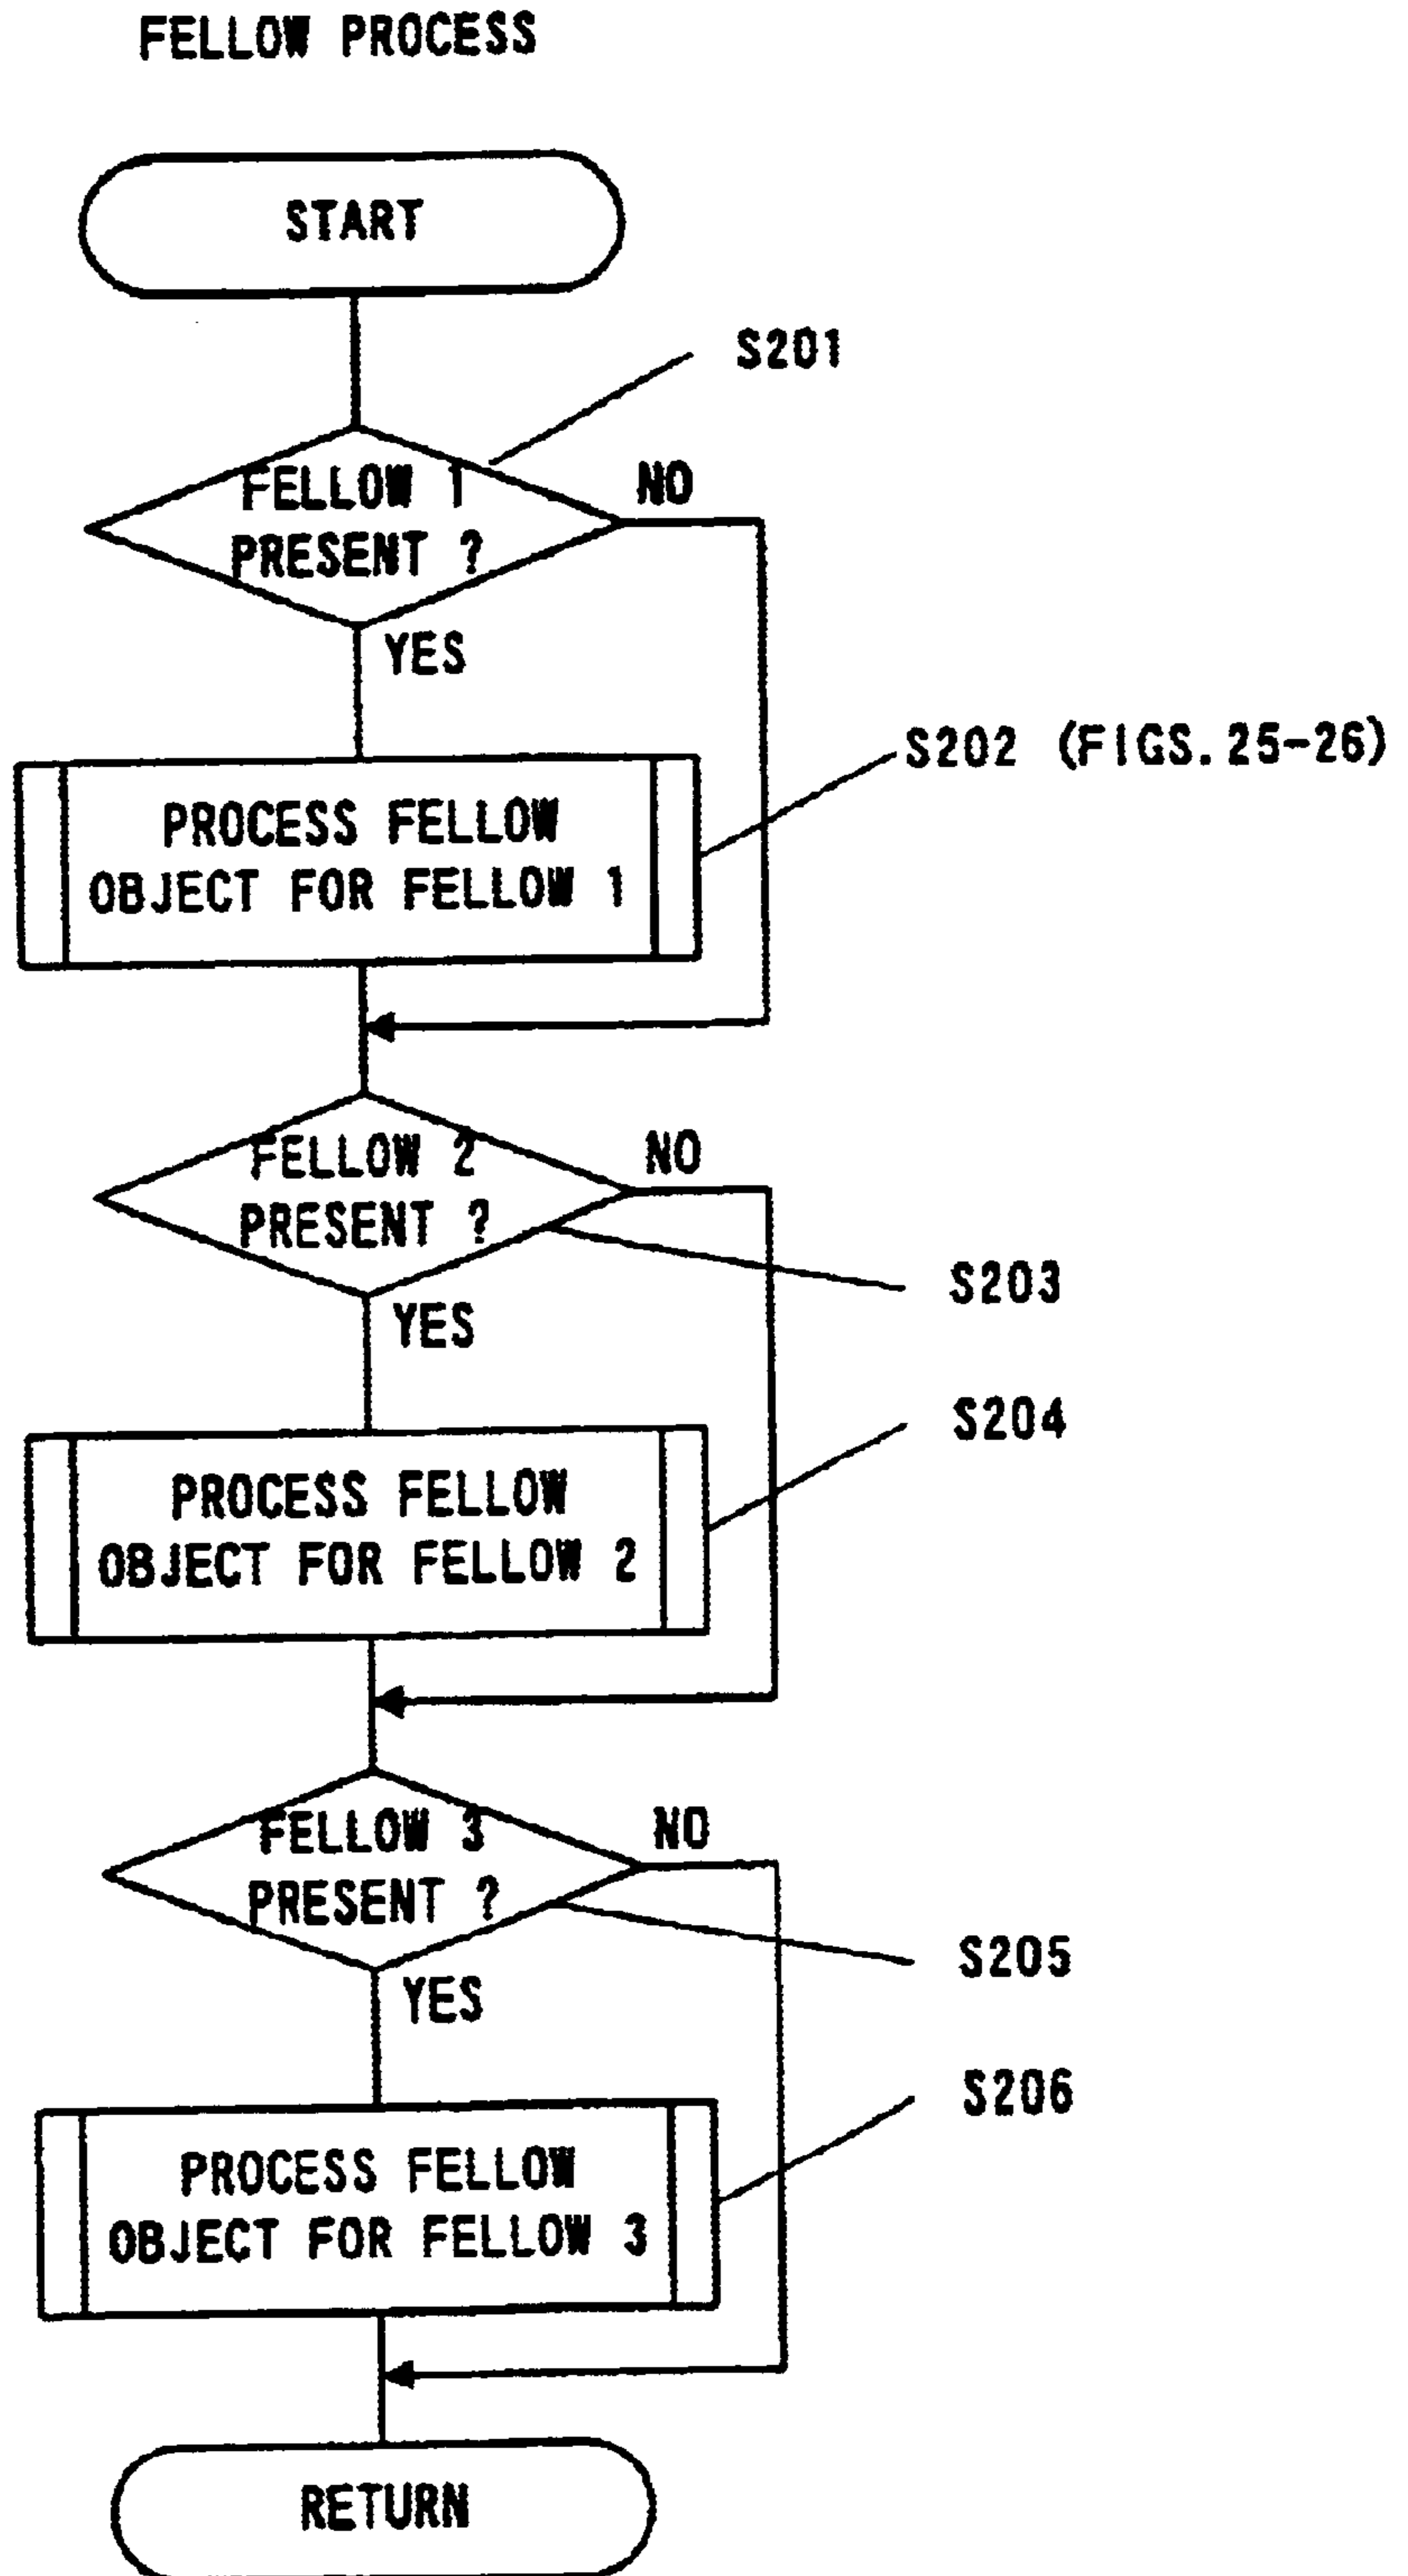 FELLOW PROCESS
START
S201
FELLOW 1
PRESENT ?
NO
YES
S202 (FIGS. 25-26)
PROCESS FELLOW
OBJECT FOR FELLOW 1
FELLOW 2
PRESENT ?
NO
S203
YES
S204
PROCESS FELLOW
OBJECT FOR FELLOW 2
FELLOW 3
PRESENT ?
NO
S205
YES
S206
PROCESS FELLOW
OBJECT FOR FELLOW 3
RETURN